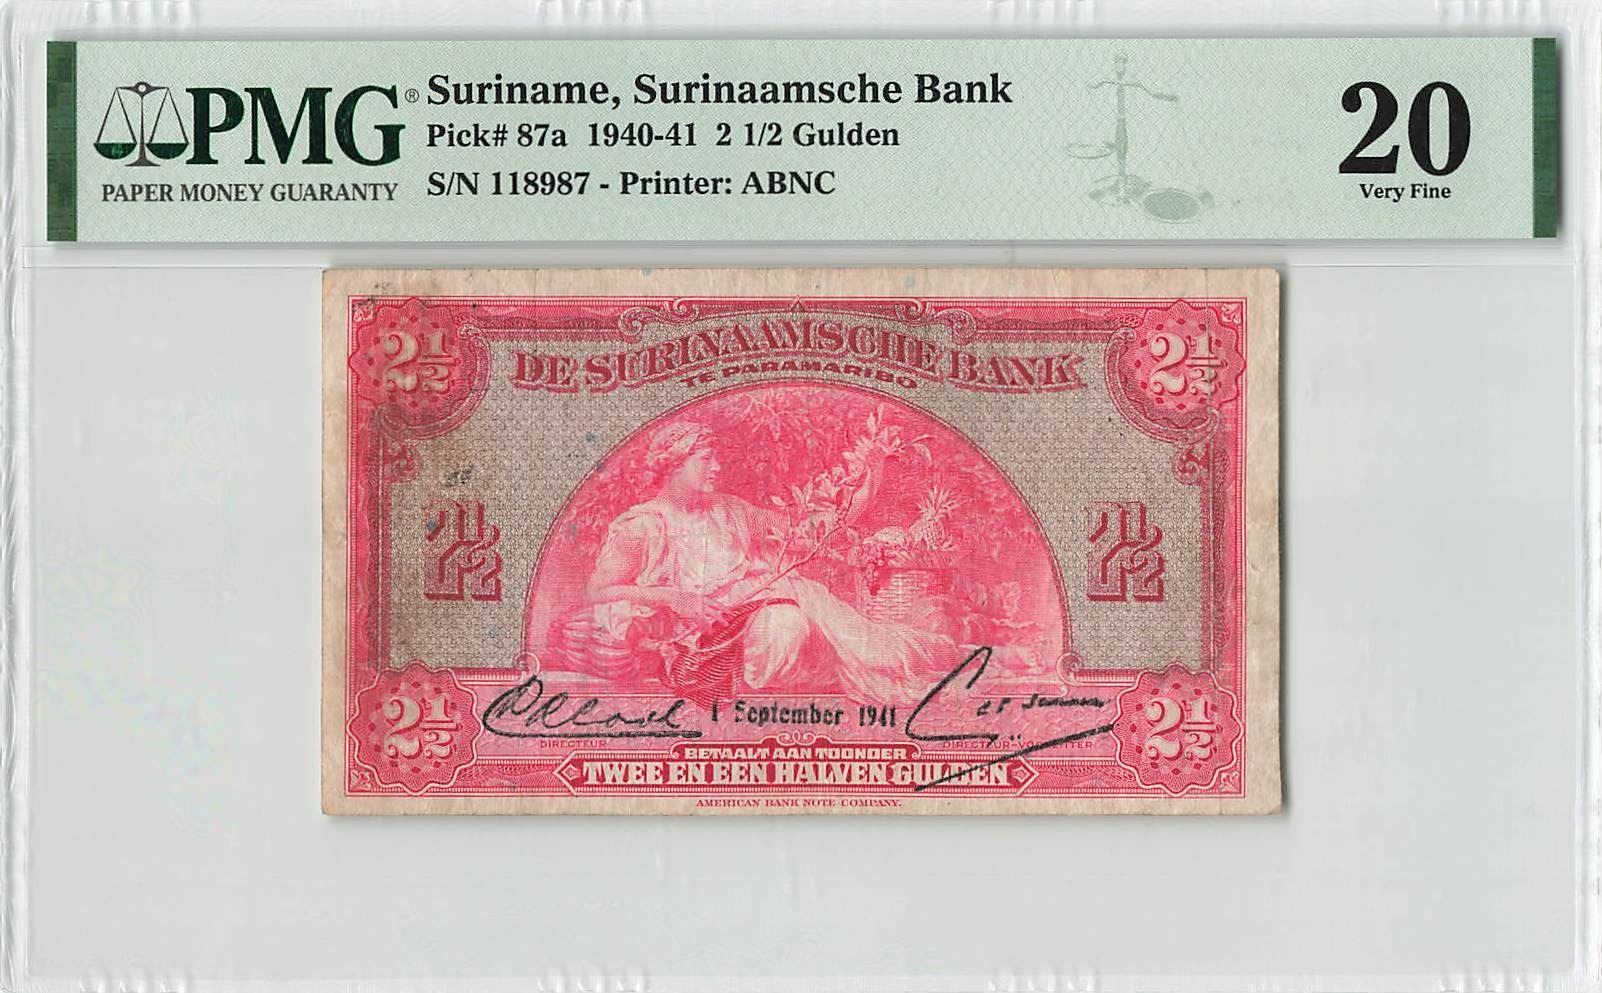 PMG®
PAPER MONEY GUARANTY
Suriname, Surinaamsche Bank
Pick# 87a 1940-41 2 1/2 Gulden
S/N 118987 - Printer: ABNC
20
Very Fine
2½ 2½
DE SURINAAMSCHE BANK
TE PARAMARIBO
2½ 2½
1 September 1941
DIRECTEUR DIRECTEUR-VOORZITTER
2½ 2½
BETAALT AAN TOONDER
TWEE EN EEN HALVEN GULDEN
AMERICAN BANK NOTE COMPANY.